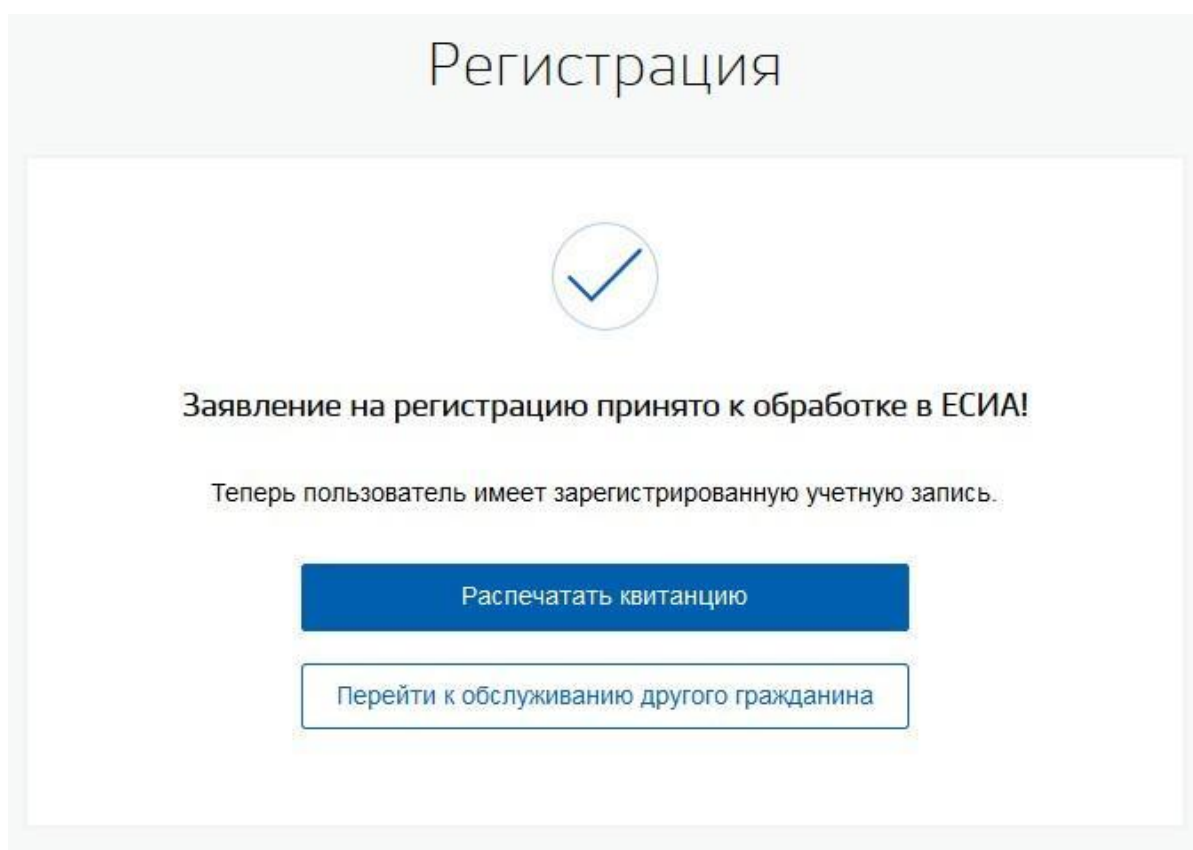 Регистрация
Заявление на регистрацию принято к обработке в ЕСИА!
Теперь пользователь имеет зарегистрированную учетную запись.
Распечатать квитанцию
Перейти к обслуживанию другого гражданина